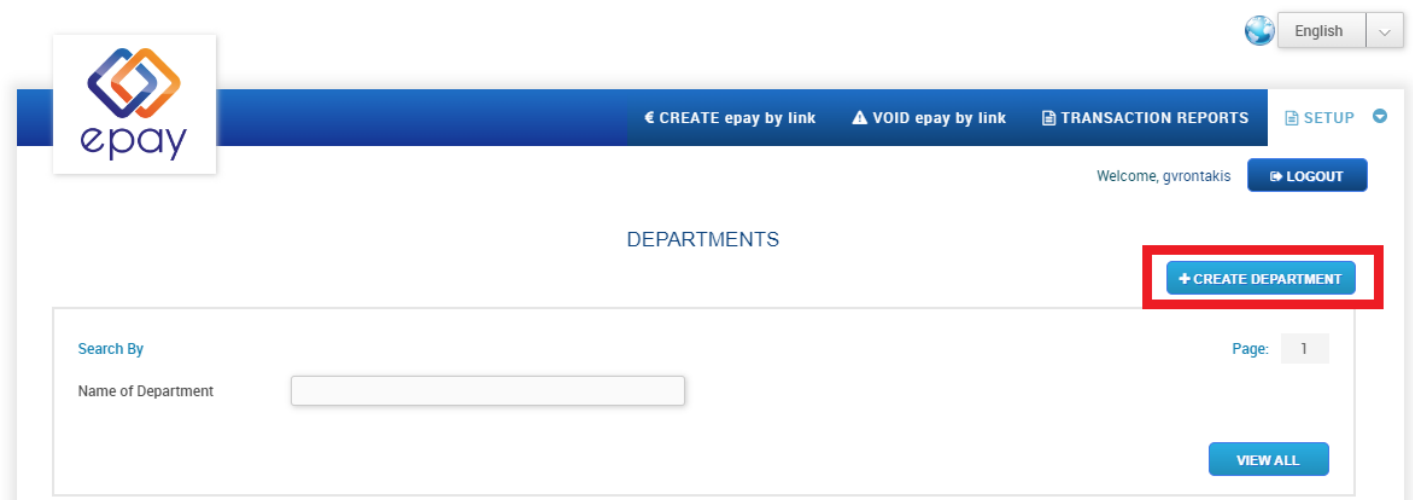 English
epay
€ CREATE epay by link VOID epay by link TRANSACTION REPORTS SETUP
Welcome, gvrontakis LOGOUT
DEPARTMENTS
+ CREATE DEPARTMENT
Search By Page: 1
Name of Department
VIEW ALL